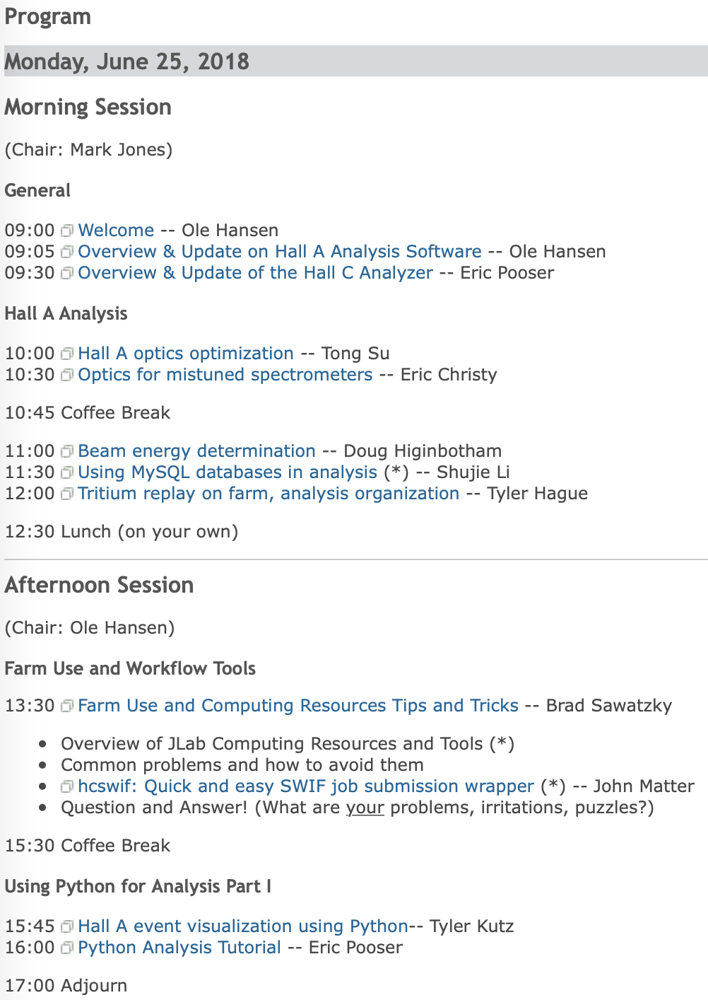 Program
Monday, June 25, 2018
Morning Session
(Chair: Mark Jones)
General
09:00 Welcome -- Ole Hansen
09:05 Overview & Update on Hall A Analysis Software -- Ole Hansen
09:30 Overview & Update of the Hall C Analyzer -- Eric Pooser
Hall A Analysis
10:00 Hall A optics optimization -- Tong Su
10:30 Optics for mistuned spectrometers -- Eric Christy
10:45 Coffee Break
11:00 Beam energy determination -- Doug Higinbotham
11:30 Using MySQL databases in analysis (*) -- Shujie Li
12:00 Tritium replay on farm, analysis organization -- Tyler Hague
12:30 Lunch (on your own)
Afternoon Session
(Chair: Ole Hansen)
Farm Use and Workflow Tools
13:30 Farm Use and Computing Resources Tips and Tricks -- Brad Sawatzky
• Overview of JLab Computing Resources and Tools (*)
• Common problems and how to avoid them
• hcswif: Quick and easy SWIF job submission wrapper (*) -- John Matter
• Question and Answer! (What are your problems, irritations, puzzles?)
15:30 Coffee Break
Using Python for Analysis Part I
15:45 Hall A event visualization using Python-- Tyler Kutz
16:00 Python Analysis Tutorial -- Eric Pooser
17:00 Adjourn